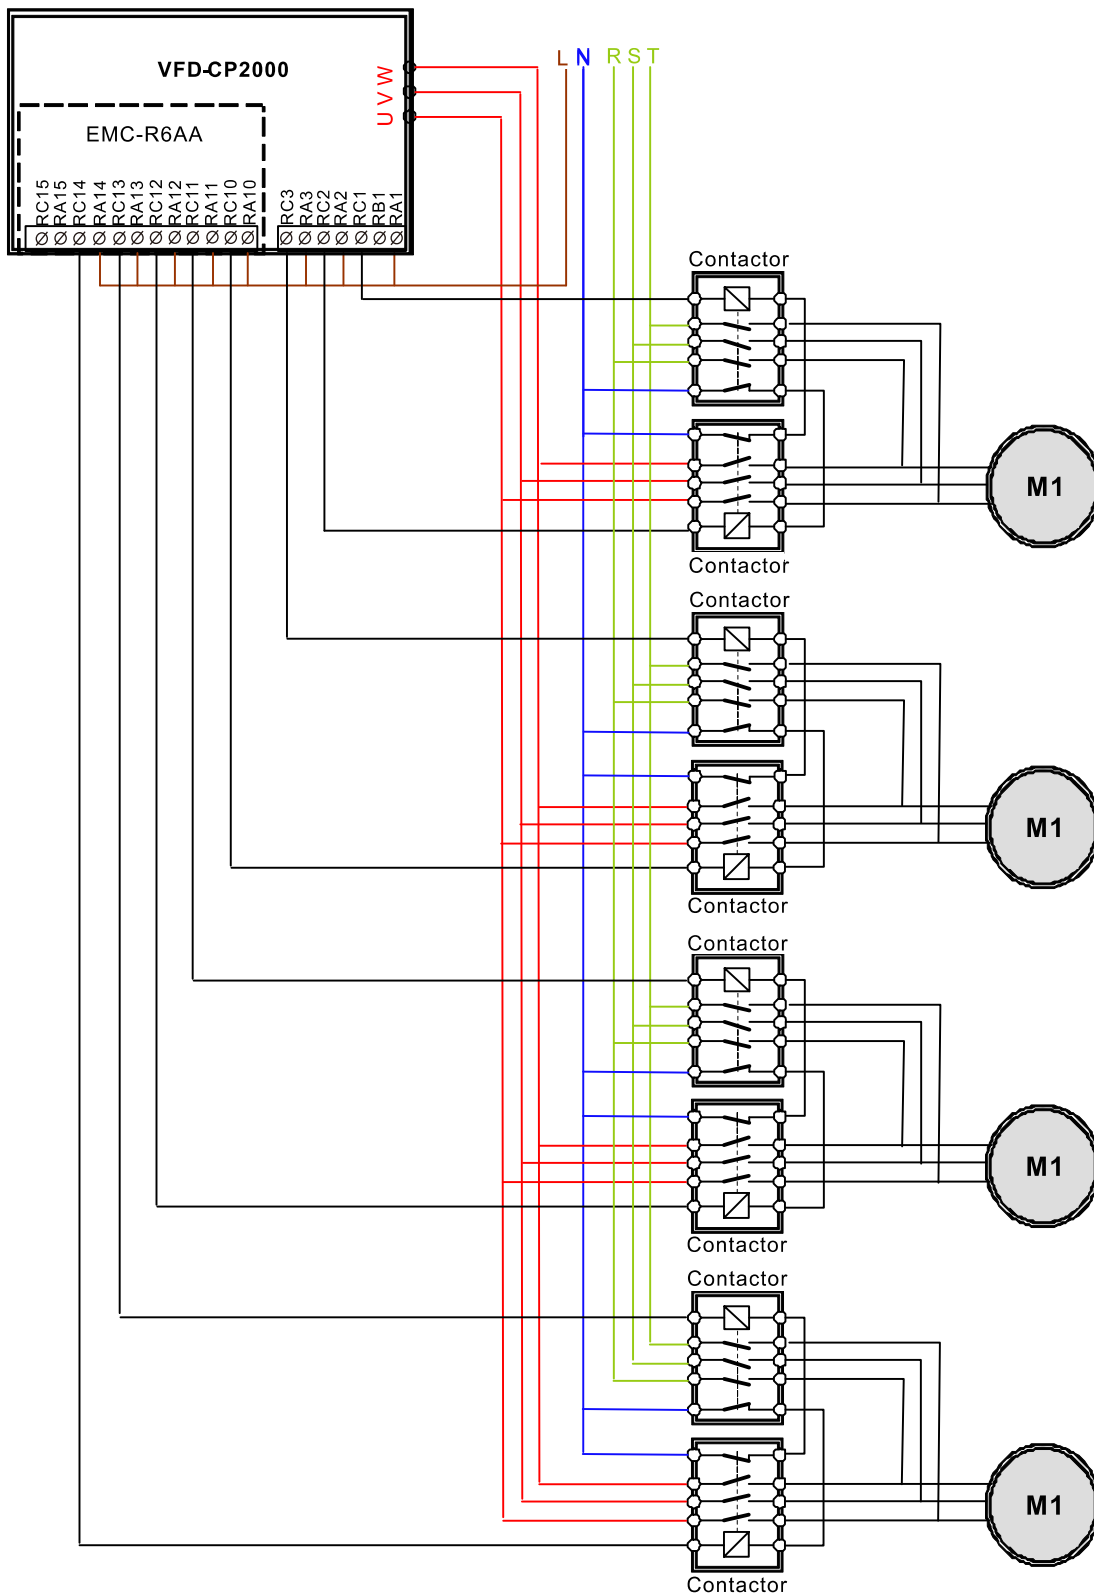 VFD-CP2000
W
V
U
L N R S T
EMC-R6AA
RC15
RA15
RC14
RA14
RC13
RA13
RC12
RA12
RC11
RA11
RC10
RA10
RC3
RA3
RC2
RA2
RC1
RB1
RA1
Contactor
M1
Contactor
Contactor
M1
Contactor
Contactor
M1
Contactor
Contactor
M1
Contactor